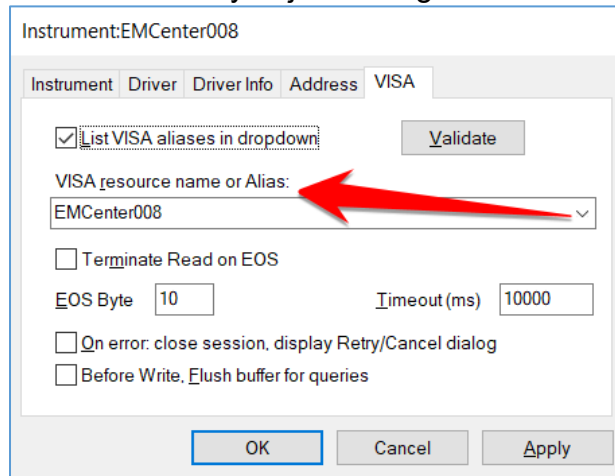 Instrument:EMCenter008
Instrument Driver Driver Info Address VISA
List VISA aliases in dropdown Validate
VISA resource name or Alias:
EMCenter008
Terminate Read on EOS
EOS Byte 10 Timeout (ms) 10000
On error: close session, display Retry/Cancel dialog
Before Write, Flush buffer for queries
OK Cancel Apply